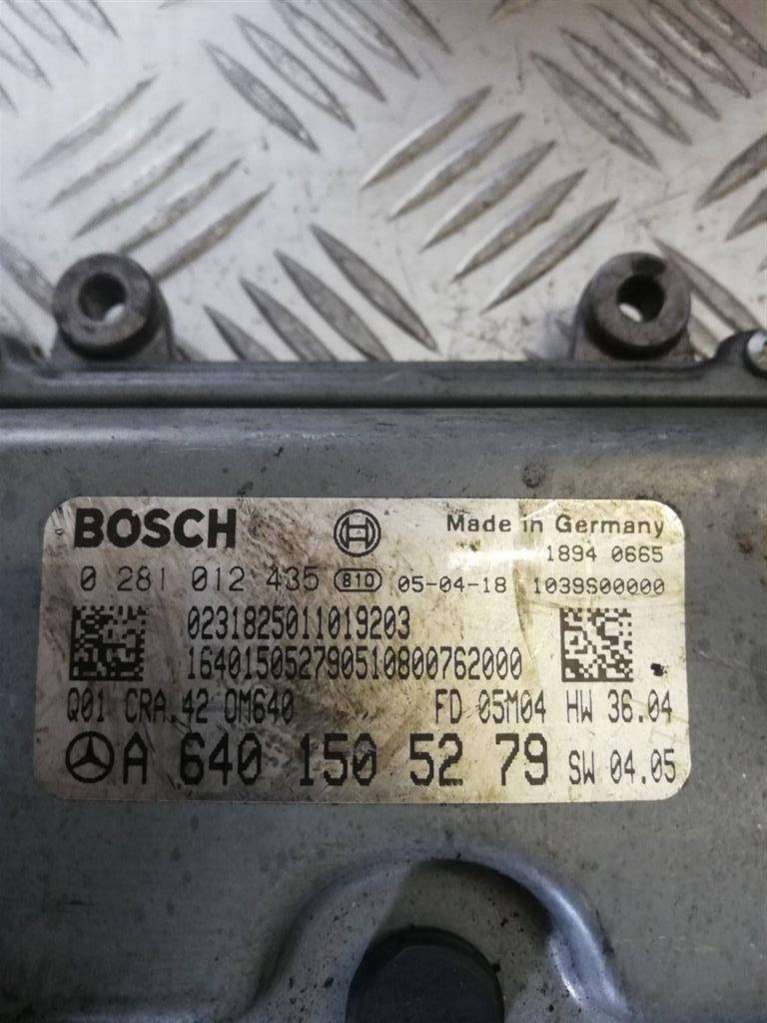 BOSCH Made in Germany
1894 0665
0 281 012 435 810 05-04-18 1039S00000
0231825011019203
164015052790510800762000
Q01 CRA.42 OM640 FD 05M04 HW 36.04
A 640 150 52 79 SW 04.05